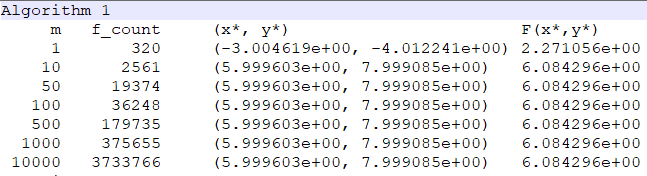 Algorithm 1
m f_count (x*, y*) F(x*,y*)
1 320 (-3.004619e+00, -4.012241e+00) 2.271056e+00
10 2561 (5.999603e+00, 7.999085e+00) 6.084296e+00
50 19374 (5.999603e+00, 7.999085e+00) 6.084296e+00
100 36248 (5.999603e+00, 7.999085e+00) 6.084296e+00
500 179735 (5.999603e+00, 7.999085e+00) 6.084296e+00
1000 375655 (5.999603e+00, 7.999085e+00) 6.084296e+00
10000 3733766 (5.999603e+00, 7.999085e+00) 6.084296e+00